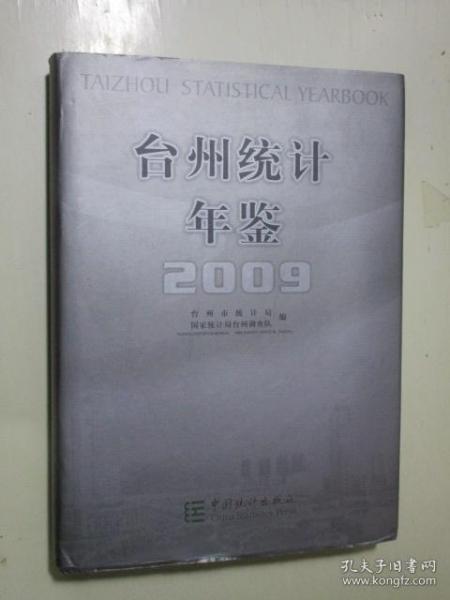 TAIZHOU STATISTICAL YEARBOOK
台州统计
年鉴
2009
台州市统计局
国家统计局台州调查队
编
中国统计出版社
China Statistics Press
孔夫子旧书网
www.kongfz.com